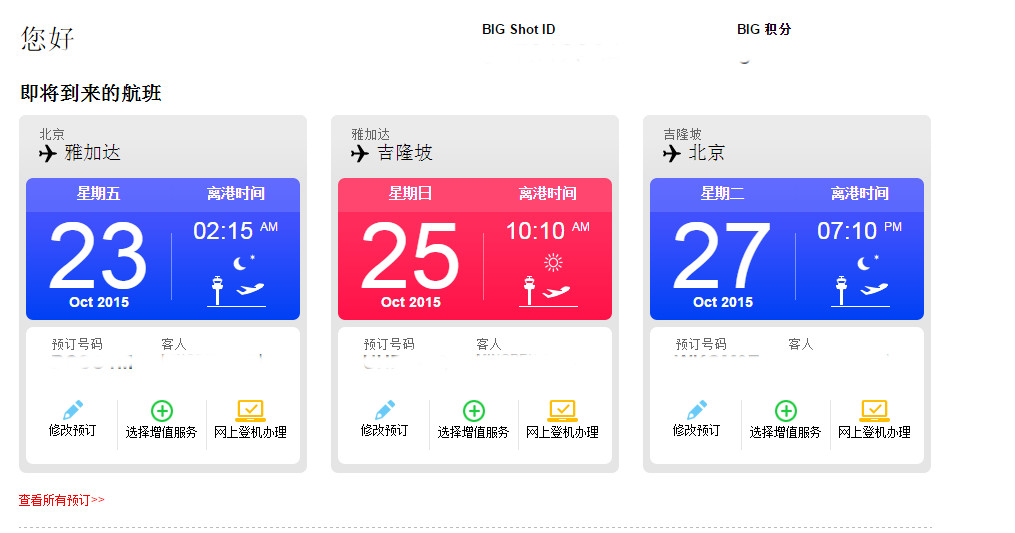 您好
BIG Shot ID
BIG 积分
即将到来的航班
北京
雅加达
星期五 离港时间
23
Oct 2015
02:15 AM
预订号码 客人
修改预订 选择增值服务 网上登机办理
雅加达
吉隆坡
星期日 离港时间
25
Oct 2015
10:10 AM
预订号码 客人
修改预订 选择增值服务 网上登机办理
吉隆坡
北京
星期二 离港时间
27
Oct 2015
07:10 PM
预订号码 客人
修改预订 选择增值服务 网上登机办理
查看所有预订>>